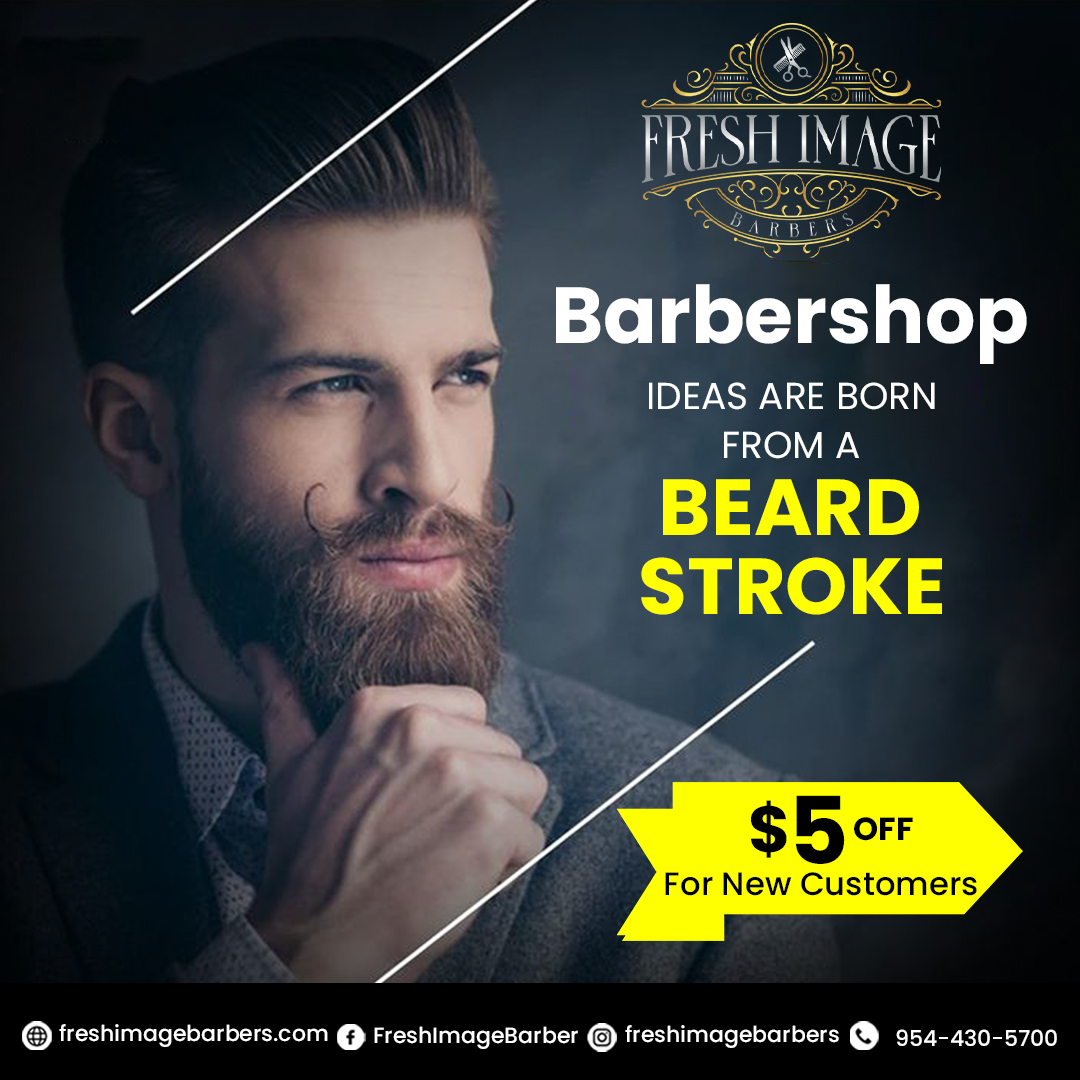 FRESH IMAGE
BARBERS
Barbershop
IDEAS ARE BORN
FROM A
BEARD
STROKE
$5 OFF
For New Customers
freshimagebarbers.com FreshImageBarber freshimagebarbers 954-430-5700